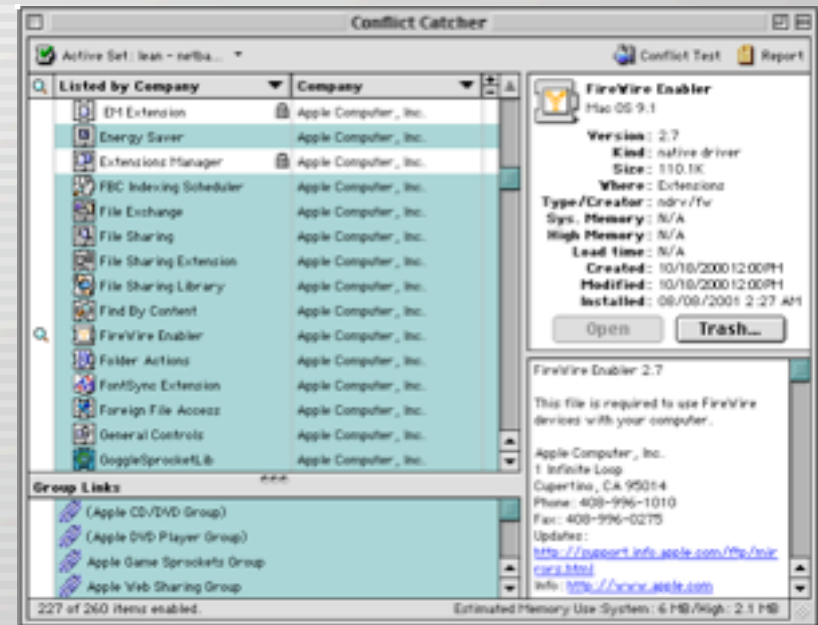 Conflict Catcher
Active Set: lean - netba...
Conflict Test
Report
Listed by Company
Company
EM Extension Apple Computer, Inc.
Energy Saver Apple Computer, Inc.
Extensions Manager Apple Computer, Inc.
FBC Indexing Scheduler Apple Computer, Inc.
File Exchange Apple Computer, Inc.
File Sharing Apple Computer, Inc.
File Sharing Extension Apple Computer, Inc.
File Sharing Library Apple Computer, Inc.
Find By Content Apple Computer, Inc.
FireWire Enabler Apple Computer, Inc.
Folder Actions Apple Computer, Inc.
FontSync Extension Apple Computer, Inc.
Foreign File Access Apple Computer, Inc.
General Controls Apple Computer, Inc.
GoggleSprocketLib Apple Computer, Inc.
Group Links
(Apple CD/DVD Group)
(Apple DVD Player Group)
Apple Game Sprockets Group
Apple Web Sharing Group
227 of 260 items enabled.
FireWire Enabler
Mac OS 9.1
Version: 2.7
Kind: native driver
Size: 110.1K
Where: Extensions
Type/Creator: ndrv/fw
Sys. Memory: N/A
High Memory: N/A
Load time: N/A
Created: 10/18/2000 12:00PM
Modified: 10/18/2000 12:00PM
Installed: 08/08/2001 2:27 AM
Open
Trash...
FireWire Enabler 2.7
This file is required to use FireWire
devices with your computer.
Apple Computer, Inc.
1 Infinite Loop
Cupertino, CA 95014
Phone: 408-996-1010
Fax: 408-996-0275
Updates:
http://support.info.apple.com/ftp/mir
rors.html
Info: http://www.apple.com
Estimated Memory Use System: 6 MB/High: 2.1 MB